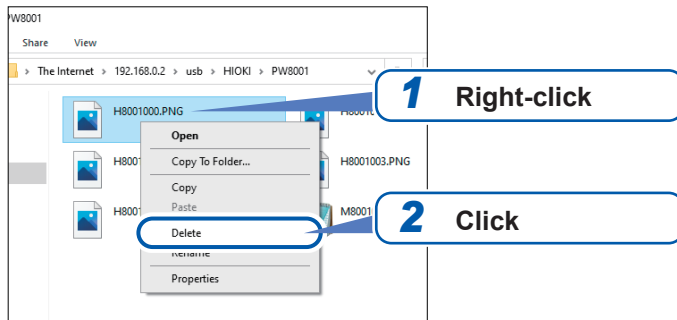 PW8001
Share View
The Internet > 192.168.0.2 > usb > HIOKI > PW8001
1 Right-click
H8001000.PNG
Open
Copy To Folder...
H8001003.PNG
Copy
Paste
2 Click
Delete
Rename
Properties